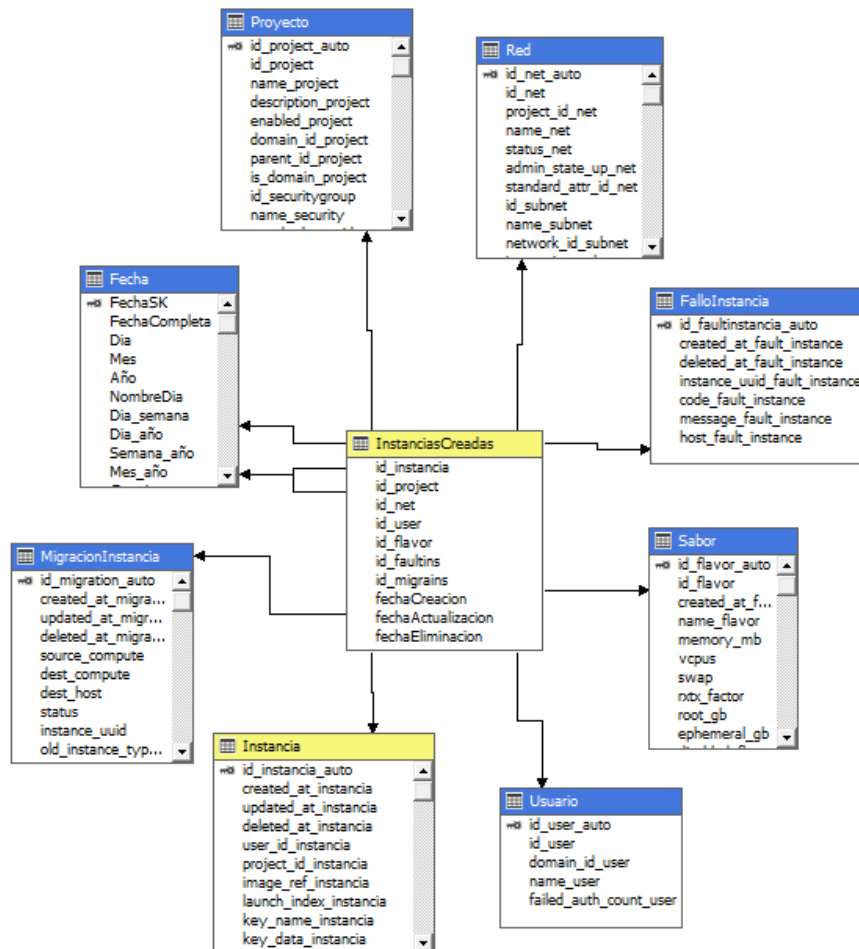 Proyecto
id_project_auto
id_project
name_project
description_project
enabled_project
domain_id_project
parent_id_project
is_domain_project
id_securitygroup
name_security
Red
id_net_auto
id_net
project_id_net
name_net
status_net
admin_state_up_net
standard_attr_id_net
id_subnet
name_subnet
network_id_subnet
Fecha
FechaSK
FechaCompleta
Dia
Mes
Año
NombreDia
Dia_semana
Dia_año
Semana_año
Mes_año
FalloInstancia
id_faultinstancia_auto
created_at_fault_instance
deleted_at_fault_instance
instance_uuid_fault_instance
code_fault_instance
message_fault_instance
host_fault_instance
InstanciasCreadas
id_instancia
id_project
id_net
id_user
id_flavor
id_faultins
id_migrains
fechaCreacion
fechaActualizacion
fechaEliminacion
MigracionInstancia
id_migration_auto
created_at_migra...
updated_at_migr...
deleted_at_migra...
source_compute
dest_compute
dest_host
status
instance_uuid
old_instance_typ...
Sabor
id_flavor_auto
id_flavor
created_at_f...
name_flavor
memory_mb
vcpus
swap
rxtx_factor
root_gb
ephemeral_gb
Instancia
id_instancia_auto
created_at_instancia
updated_at_instancia
deleted_at_instancia
user_id_instancia
project_id_instancia
image_ref_instancia
launch_index_instancia
key_name_instancia
key_data_instancia
Usuario
id_user_auto
id_user
domain_id_user
name_user
failed_auth_count_user